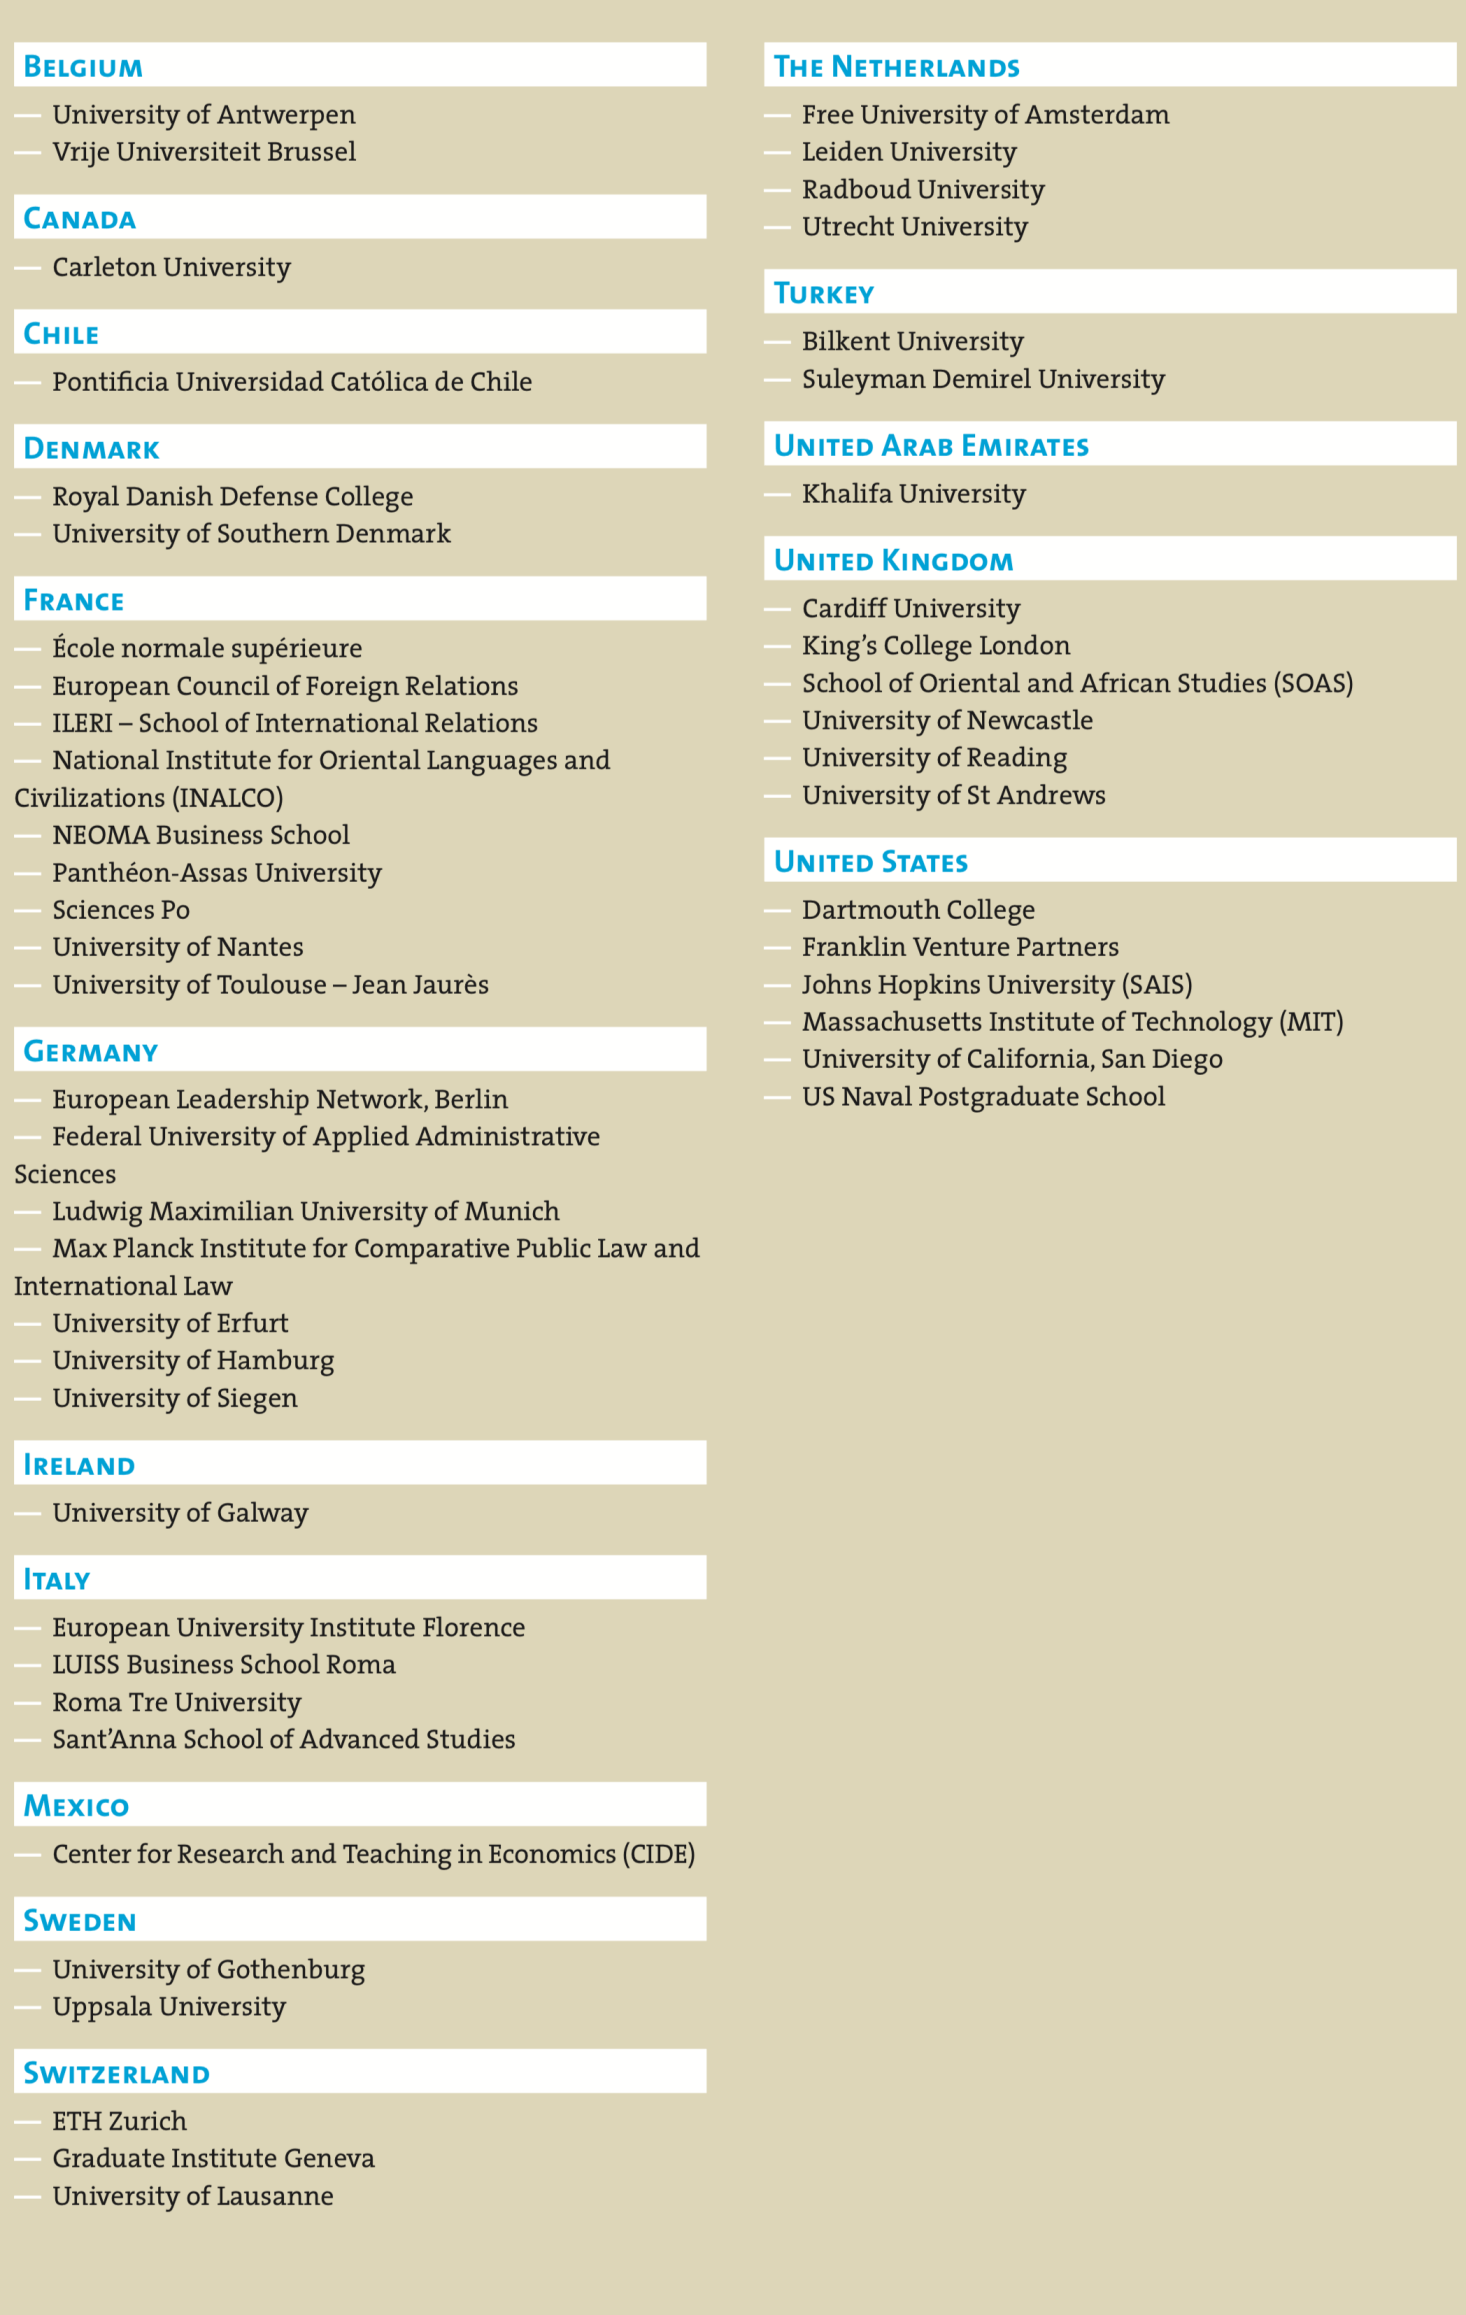 BELGIUM
— University of Antwerpen
— Vrije Universiteit Brussel
CANADA
— Carleton University
CHILE
— Pontificia Universidad Católica de Chile
DENMARK
— Royal Danish Defense College
— University of Southern Denmark
FRANCE
— École normale supérieure
— European Council of Foreign Relations
— ILERI – School of International Relations
— National Institute for Oriental Languages and
Civilizations (INALCO)
— NEOMA Business School
— Panthéon-Assas University
— Sciences Po
— University of Nantes
— University of Toulouse – Jean Jaurès
GERMANY
— European Leadership Network, Berlin
— Federal University of Applied Administrative
Sciences
— Ludwig Maximilian University of Munich
— Max Planck Institute for Comparative Public Law and
International Law
— University of Erfurt
— University of Hamburg
— University of Siegen
IRELAND
— University of Galway
ITALY
— European University Institute Florence
— LUISS Business School Roma
— Roma Tre University
— Sant’Anna School of Advanced Studies
MEXICO
— Center for Research and Teaching in Economics (CIDE)
SWEDEN
— University of Gothenburg
— Uppsala University
SWITZERLAND
— ETH Zurich
— Graduate Institute Geneva
— University of Lausanne
THE NETHERLANDS
— Free University of Amsterdam
— Leiden University
— Radboud University
— Utrecht University
TURKEY
— Bilkent University
— Suleyman Demirel University
UNITED ARAB EMIRATES
— Khalifa University
UNITED KINGDOM
— Cardiff University
— King’s College London
— School of Oriental and African Studies (SOAS)
— University of Newcastle
— University of Reading
— University of St Andrews
UNITED STATES
— Dartmouth College
— Franklin Venture Partners
— Johns Hopkins University (SAIS)
— Massachusetts Institute of Technology (MIT)
— University of California, San Diego
— US Naval Postgraduate School